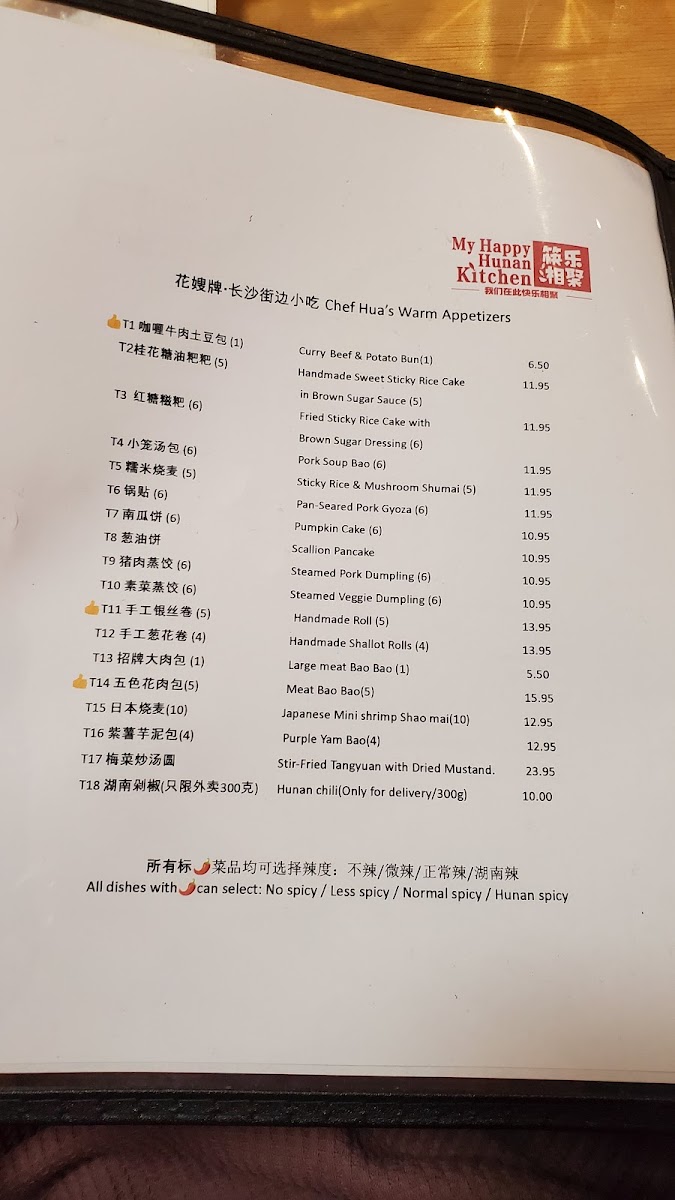 My Happy
Hunan
Kitchen
筷乐
湘聚
我们在此快乐相聚
花嫂牌·长沙街边小吃 Chef Hua's Warm Appetizers
T1 咖喱牛肉土豆包 (1) Curry Beef & Potato Bun(1) 6.50
T2桂花糖油粑粑 (5) Handmade Sweet Sticky Rice Cake 11.95
in Brown Sugar Sauce (5)
T3 红糖糍粑 (6) Fried Sticky Rice Cake with 11.95
Brown Sugar Dressing (6)
T4 小笼汤包 (6) Pork Soup Bao (6) 11.95
T5 糯米烧麦 (5) Sticky Rice & Mushroom Shumai (5) 11.95
T6 锅贴 (6) Pan-Seared Pork Gyoza (6) 11.95
T7 南瓜饼 (6) Pumpkin Cake (6) 10.95
T8 葱油饼 Scallion Pancake 10.95
T9 猪肉蒸饺 (6) Steamed Pork Dumpling (6) 10.95
T10 素菜蒸饺 (6) Steamed Veggie Dumpling (6) 10.95
T11 手工银丝卷 (5) Handmade Roll (5) 13.95
T12 手工葱花卷 (4) Handmade Shallot Rolls (4) 13.95
T13 招牌大肉包 (1) Large meat Bao Bao (1) 5.50
T14 五色花肉包(5) Meat Bao Bao(5) 15.95
T15 日本烧麦(10) Japanese Mini shrimp Shao mai(10) 12.95
T16 紫薯芋泥包(4) Purple Yam Bao(4) 12.95
T17 梅菜炒汤圆 Stir-Fried Tangyuan with Dried Mustand. 23.95
T18 湖南剁椒(只限外卖300克) Hunan chili(Only for delivery/300g) 10.00
所有标🌶菜品均可选择辣度：不辣/微辣/正常辣/湖南辣
All dishes with🌶can select: No spicy / Less spicy / Normal spicy / Hunan spicy